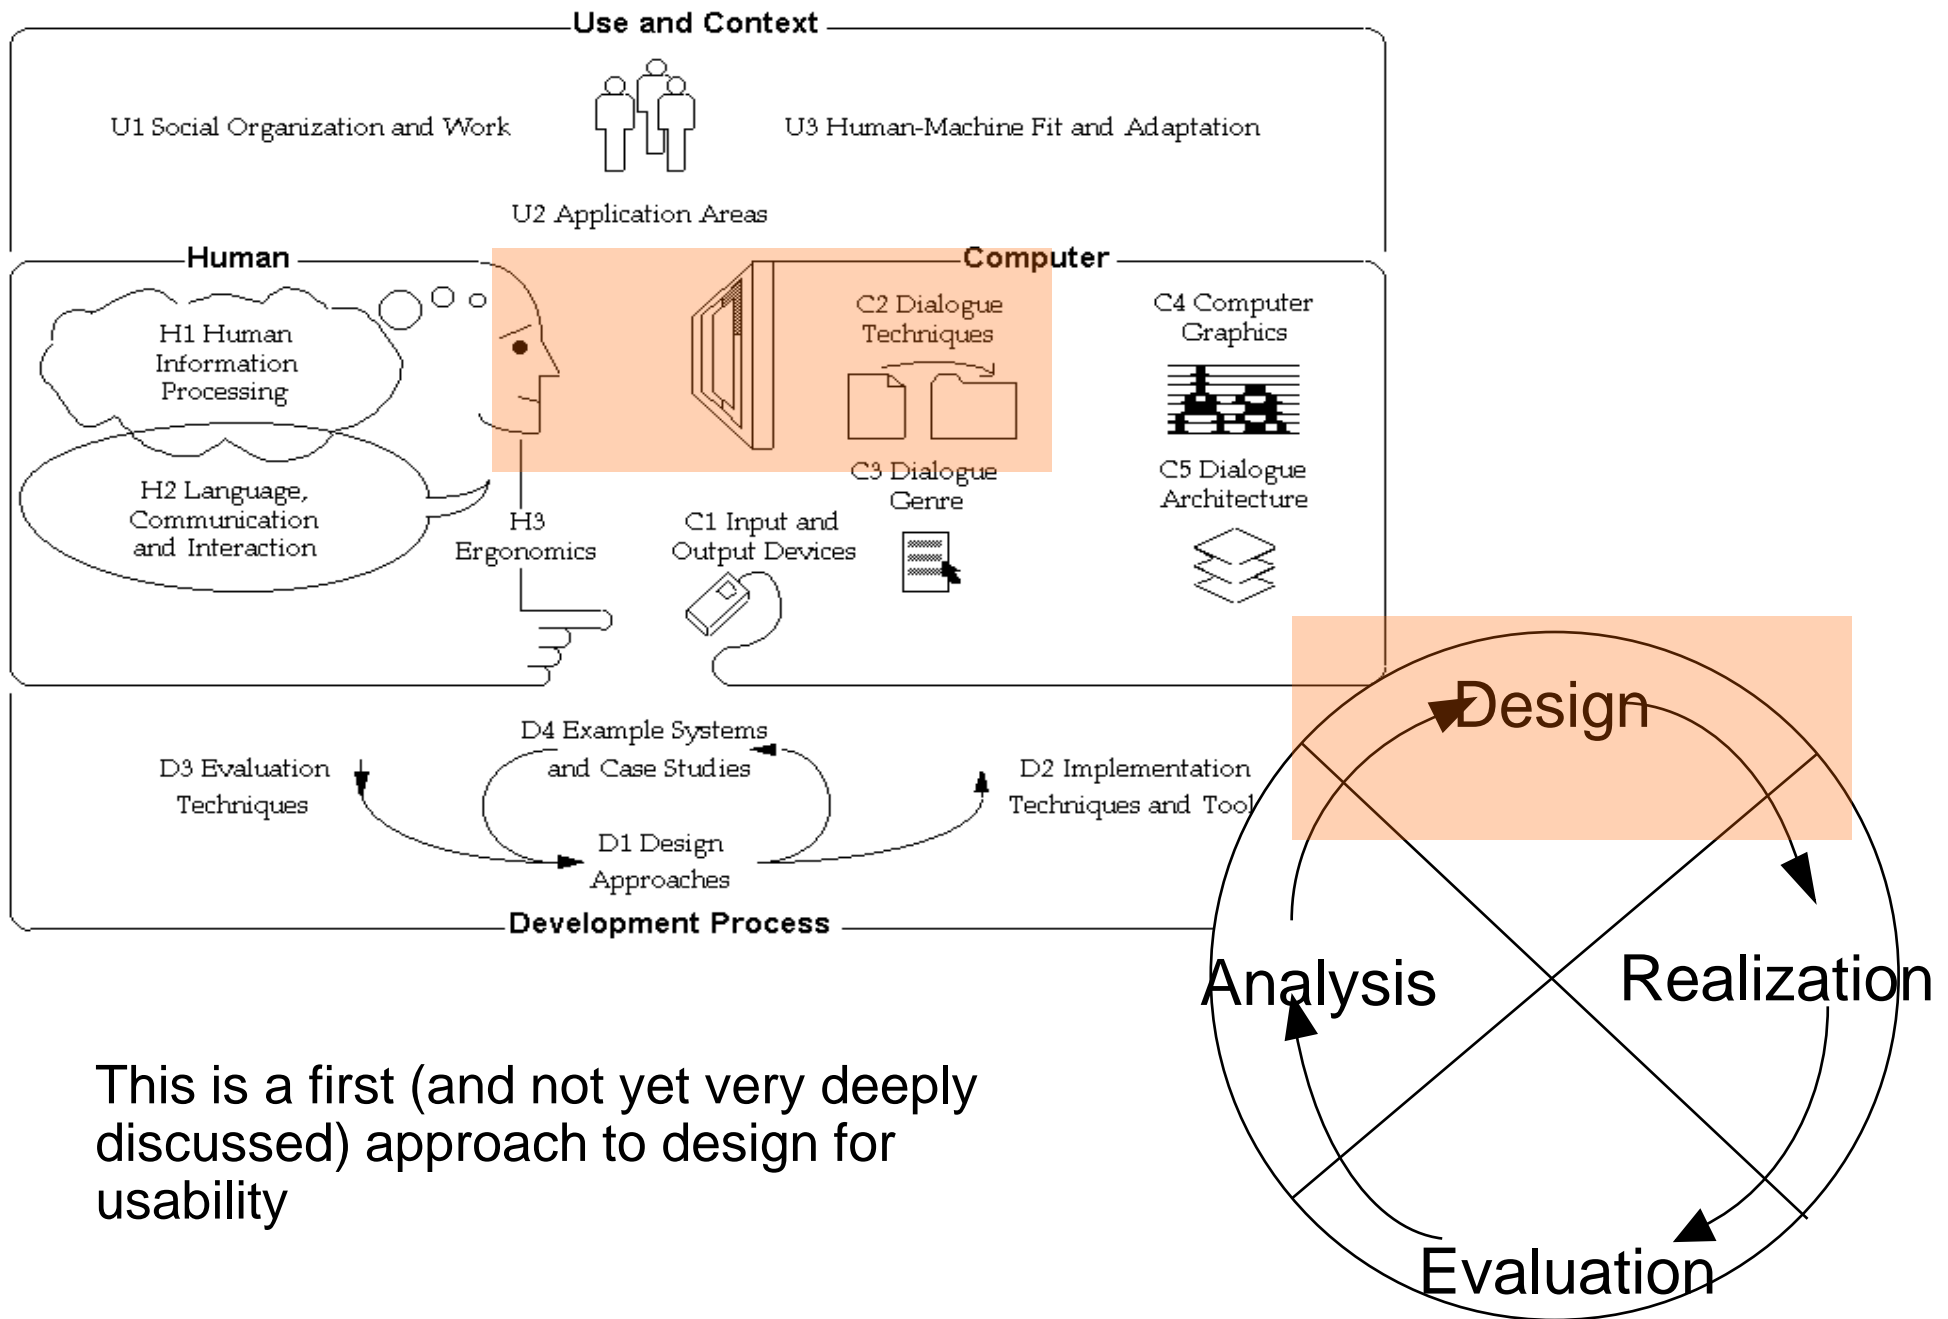 Use and Context
U1 Social Organization and Work
U3 Human-Machine Fit and Adaptation
U2 Application Areas
Human
Computer
H1 Human
Information
Processing
H2 Language,
Communication
and Interaction
H3
Ergonomics
C1 Input and
Output Devices
C2 Dialogue
Techniques
C3 Dialogue
Genre
C4 Computer
Graphics
C5 Dialogue
Architecture
D3 Evaluation
Techniques
D4 Example Systems
and Case Studies
D1 Design
Approaches
D2 Implementation
Techniques and Tool
Development Process
Design
Analysis
Realization
Evaluation
This is a first (and not yet very deeply
discussed) approach to design for
usability